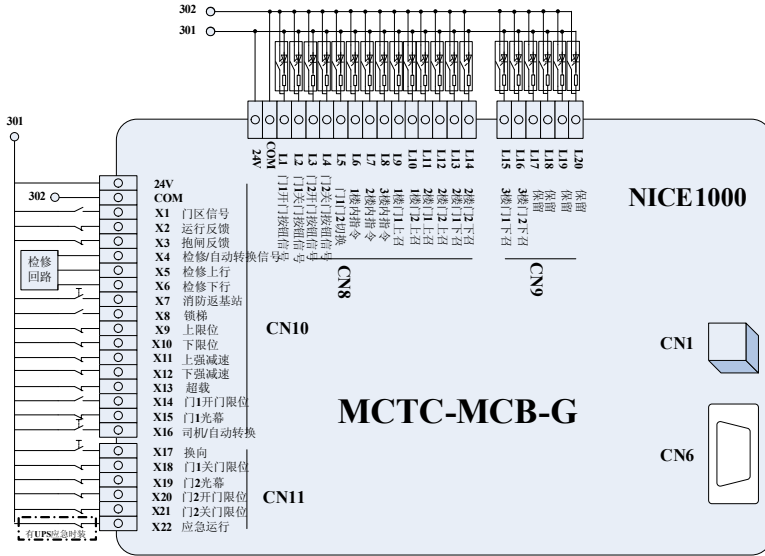 302
301
24V
COM
L1 门1开门按钮信号
L2 门1关门按钮信号
L3 门2开门按钮信号
L4 门2关门按钮信号
L5 门1门2切换
L6 1楼内指令
L7 2楼内指令
L8 3楼内指令
L9 1楼门1上召
L10 1楼门2上召
L11 2楼门1上召
L12 2楼门2上召
L13 2楼门1下召
L14 2楼门2下召
CN8
L15 3楼门1下召
L16 3楼门2下召
L17 保留
L18 保留
L19 保留
L20 保留
CN9
NICE1000
301
302
24V
COM
X1 门区信号
X2 运行反馈
X3 抱闸反馈
X4 检修/自动转换信号
X5 检修上行
X6 检修下行
检修
回路
X7 消防返基站
X8 锁梯
X9 上限位
X10 下限位
X11 上强减速
X12 下强减速
X13 超载
X14 门1开门限位
X15 门1光幕
X16 司机/自动转换
CN10
X17 换向
X18 门1关门限位
X19 门2光幕
X20 门2开门限位
X21 门2关门限位
X22 应急运行
CN11
有UPS应急时装
MCTC-MCB-G
CN1
CN6